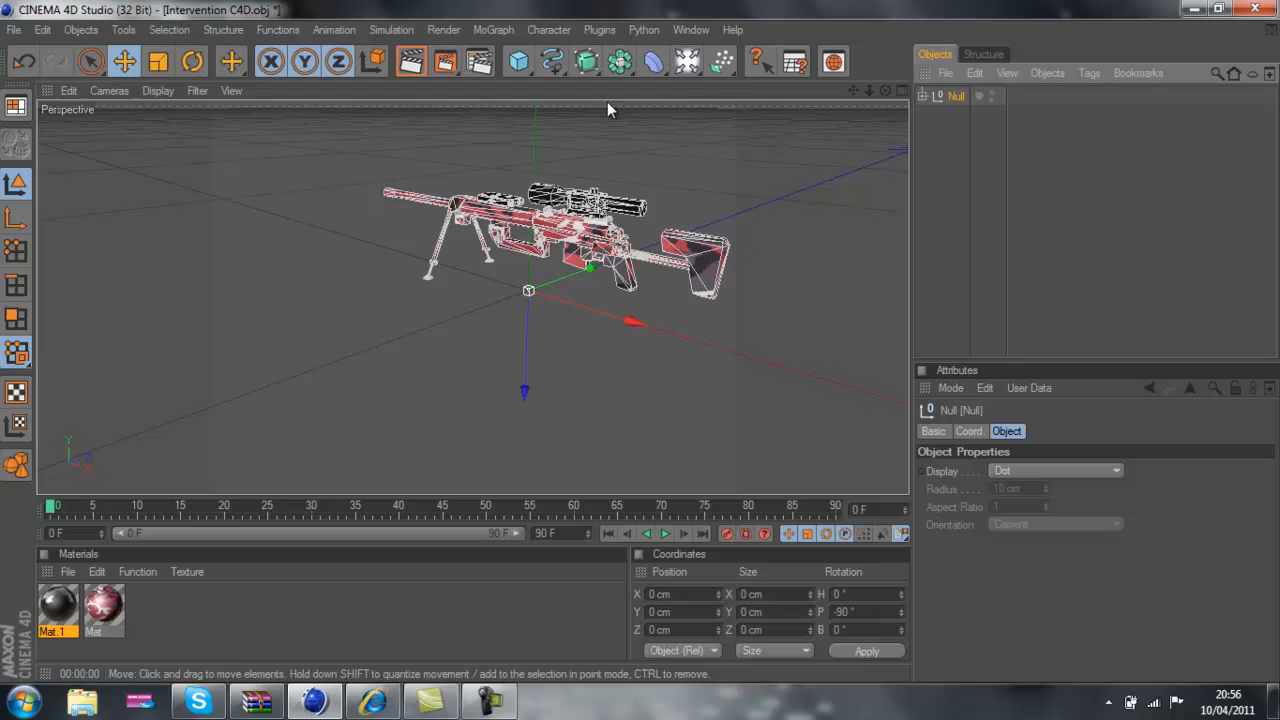 CINEMA 4D Studio (32 Bit) - [Intervention C4D.obj *]
File Edit Objects Tools Selection Structure Functions Animation Simulation Render MoGraph Character Plugins Python Window Help
X Y Z
Objects Structure
File Edit View Objects Tags Bookmarks
Edit Cameras Display Filter View
Perspective
0 Null
Y
Z
X
Attributes
Mode Edit User Data
Null [Null]
Basic Coord Object
Object Properties
Display Dot
Radius 10 cm
Aspect Ratio 1
Orientation Camera
0 5 10 15 20 25 30 35 40 45 50 55 60 65 70 75 80 85 90 0 F
0 F 0 F 90 F 90 F
Materials
File Edit Function Texture
Mat.1 Mat
Coordinates
Position Size Rotation
X 0 cm X 0 cm H 0 °
Y 0 cm Y 0 cm P -90 °
Z 0 cm Z 0 cm B 0 °
Object (Rel) Size Apply
MAXON CINEMA 4D
00:00:00 Move: Click and drag to move elements. Hold down SHIFT to quantize movement / add to the selection in point mode, CTRL to remove.
20:56
10/04/2011